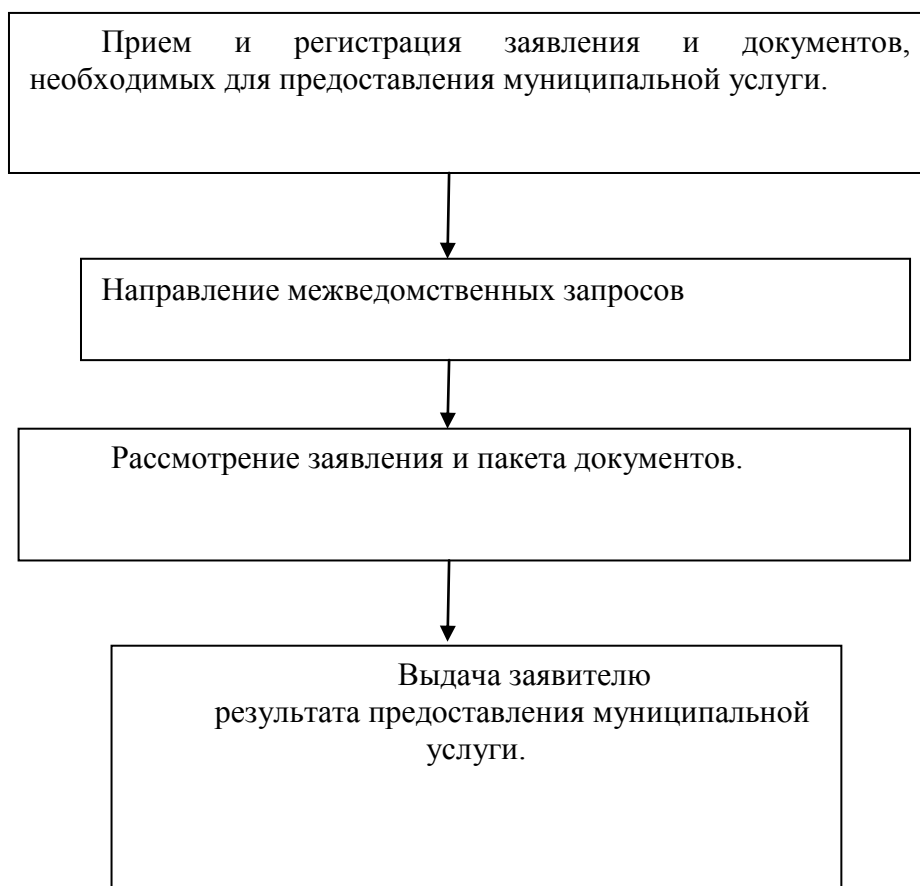 Прием и регистрация заявления и документов,
необходимых для предоставления муниципальной услуги.
Направление межведомственных запросов
Рассмотрение заявления и пакета документов.
Выдача заявителю
результата предоставления муниципальной
услуги.